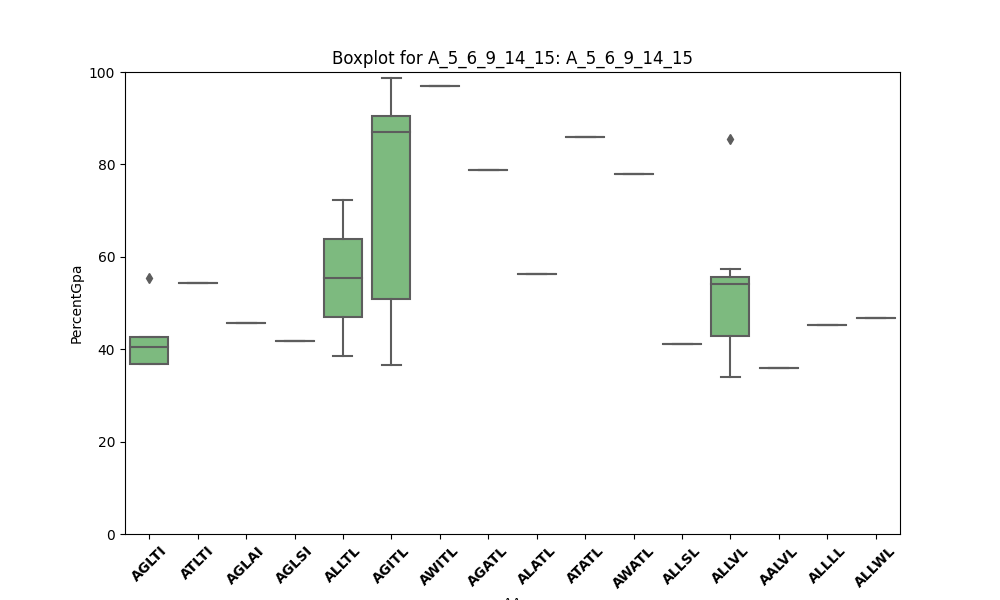 Boxplot for A_5_6_9_14_15: A_5_6_9_14_15
100
80
60
40
20
0
PercentGpa
AGLTI
ATLTI
AGLAI
AGLSI
ALLTL
AGITL
AWITL
AGATL
ALATL
ATATL
AWATL
ALLSL
ALLVL
AALVL
ALLLL
ALLWL